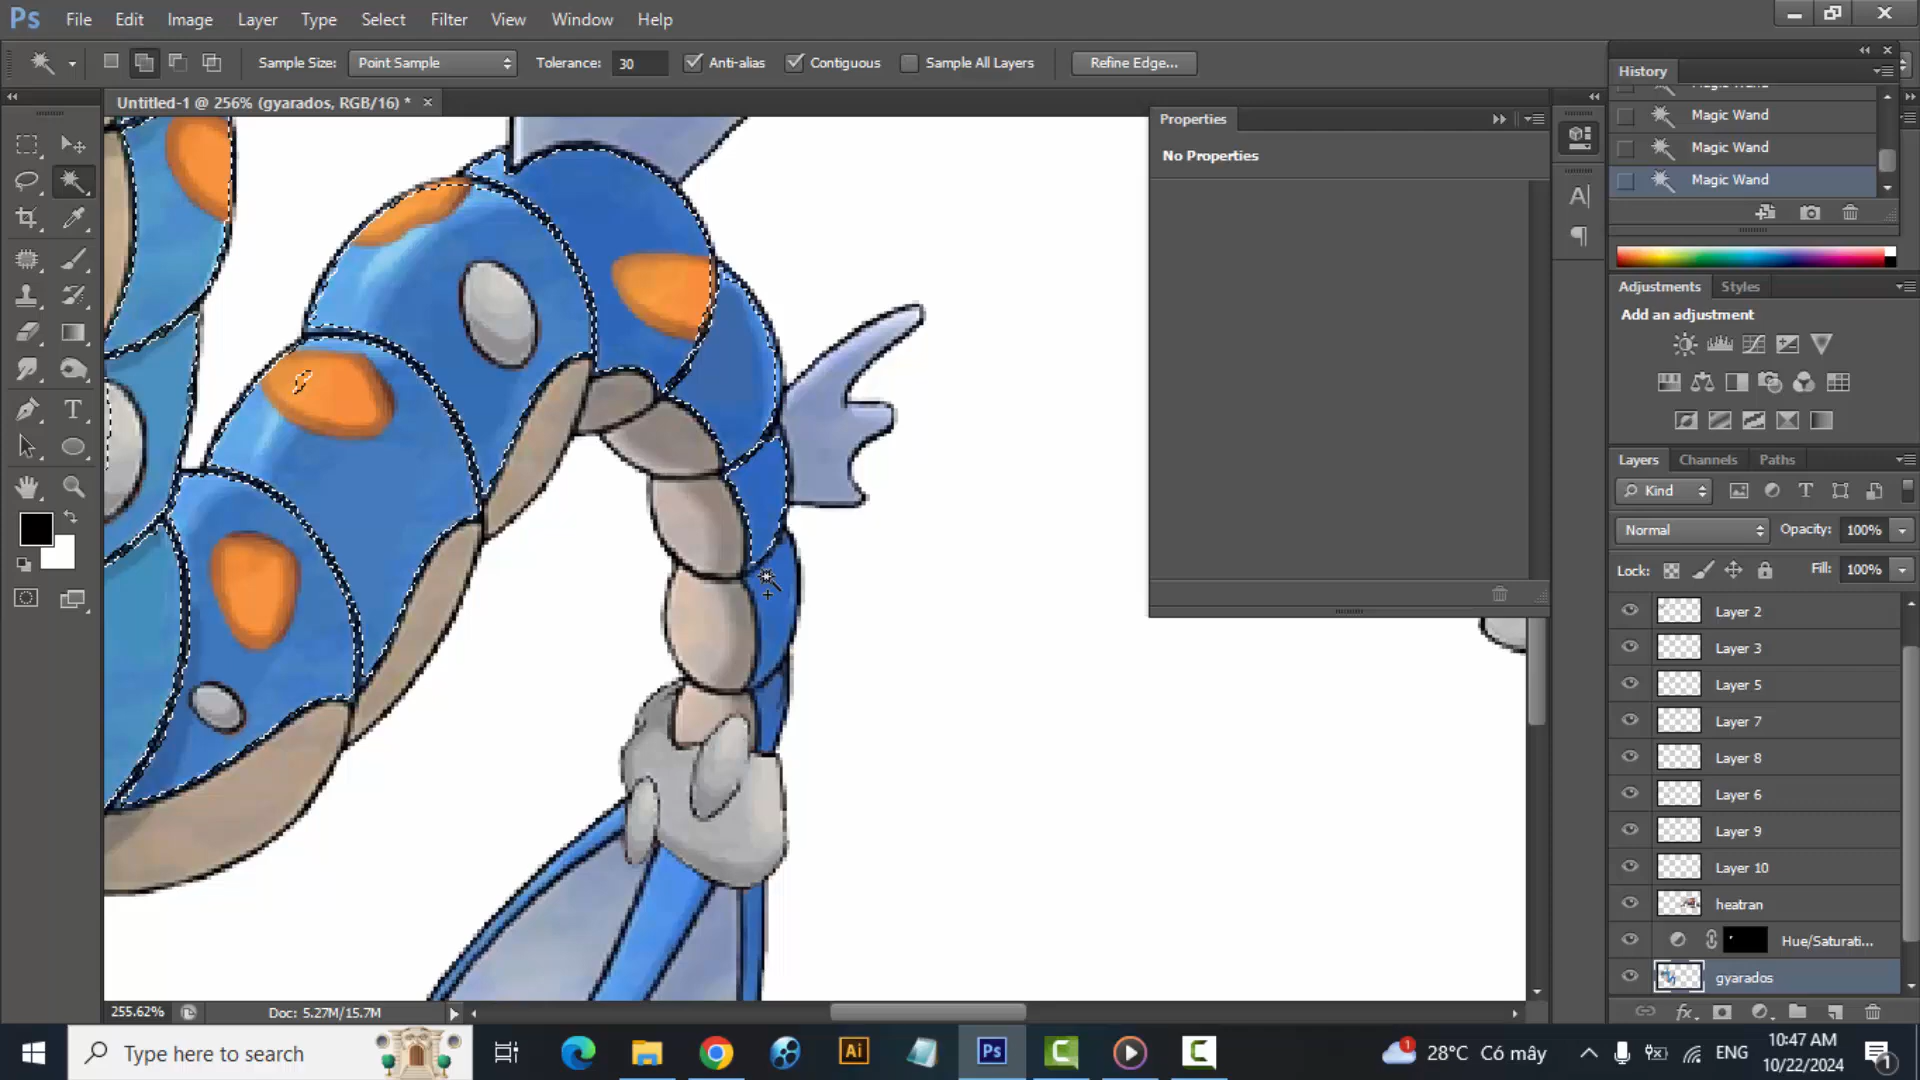 Ps File Edit Image Layer Type Select Filter View Window Help
Sample Size: Point Sample Tolerance: 30 Anti-alias Contiguous Sample All Layers Refine Edge...
Untitled-1 @ 256% (gyarados, RGB/16) *
Properties
No Properties
History
Magic Wand
Magic Wand
Magic Wand
Adjustments Styles
Add an adjustment
Layers Channels Paths
Kind
Normal Opacity: 100%
Lock: Fill: 100%
Layer 2
Layer 3
Layer 5
Layer 7
Layer 8
Layer 6
Layer 9
Layer 10
heatran
Hue/Saturati...
gyarados
255.62% Doc: 5.27M/15.7M
Type here to search
Ai Ps
28°C Có mây ENG
10:47 AM
10/22/2024